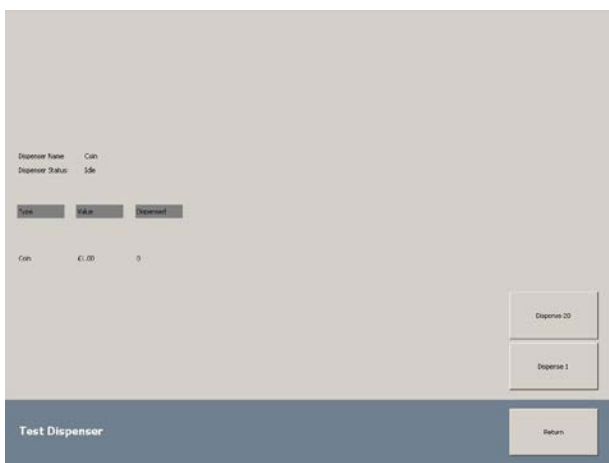 Dispenser Name Coin
Dispenser Status Idle
Type Value Dispensed
Coin £1.00 0
Dispense 20
Dispense 1
Test Dispenser
Return